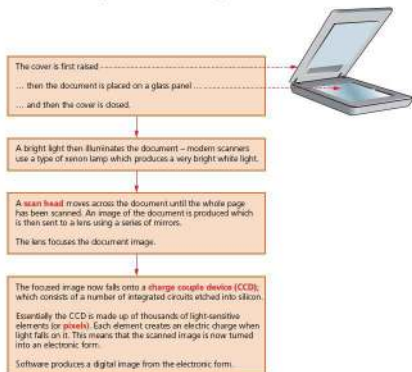 The cover is first raised
... then the document is placed on a glass panel
... and then the cover is closed.
A bright light then illuminates the document – modern scanners
use a type of xenon lamp which produces a very bright white light.
A scan head moves across the document until the whole page
has been scanned. An image of the document is produced which
is then sent to a lens using a series of mirrors.
The lens focuses the document image.
The focused image now falls onto a charge couple device (CCD);
which consists of a number of integrated circuits etched into silicon.
Essentially the CCD is made up of thousands of light-sensitive
elements (or pixels). Each element creates an electric charge when
light falls on it. This means that the scanned image is now turned
into an electronic form.
Software produces a digital image from the electronic form.